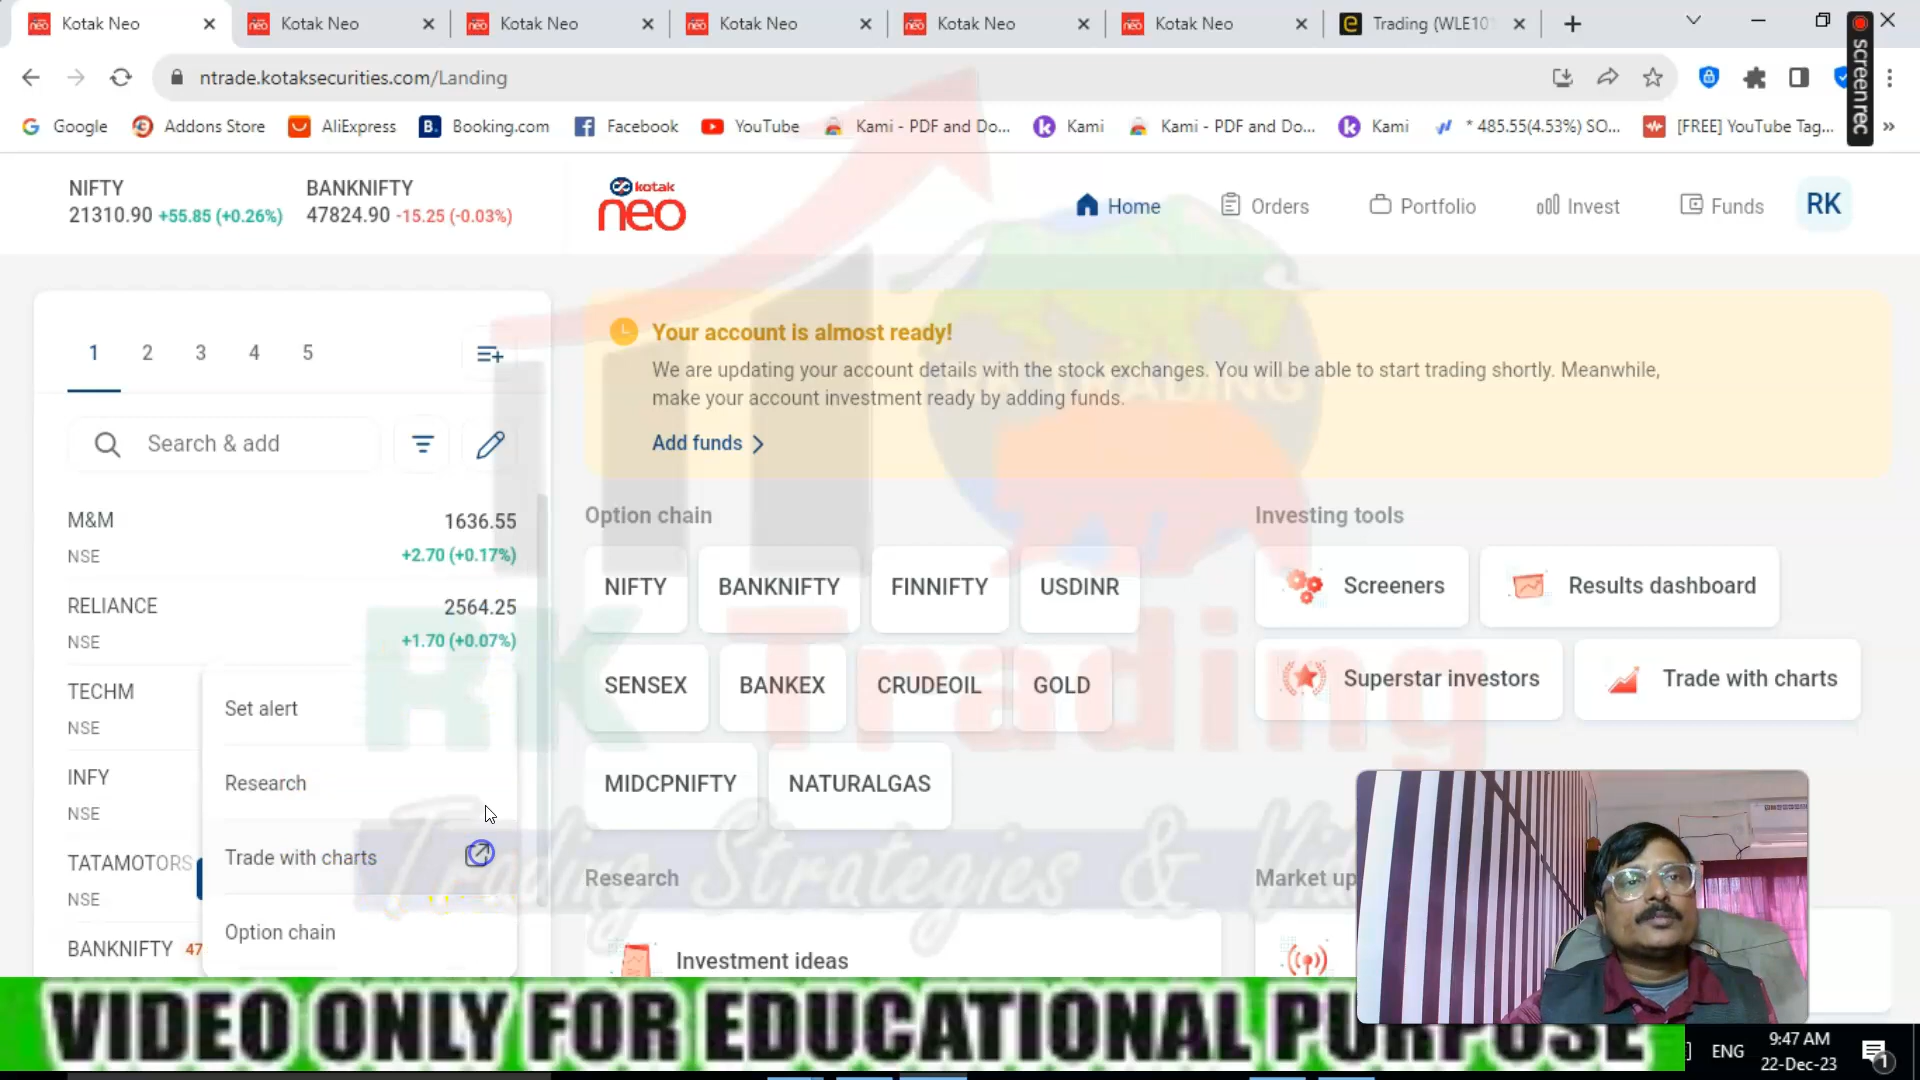 Kotak Neo
Kotak Neo
Kotak Neo
Kotak Neo
Kotak Neo
Kotak Neo
Trading (WLE10
ntrade.kotaksecurities.com/Landing
screenrec
Google
Addons Store
AliExpress
Booking.com
Facebook
YouTube
Kami - PDF and Do...
Kami
Kami - PDF and Do...
Kami
* 485.55(4.53%) SO...
[FREE] YouTube Tag...
NIFTY
21310.90 +55.85 (+0.26%)
BANKNIFTY
47824.90 -15.25 (-0.03%)
kotak
neo
Home
Orders
Portfolio
Invest
Funds
RK
1 2 3 4 5
Search & add
M&M 1636.55
NSE +2.70 (+0.17%)
RELIANCE 2564.25
NSE +1.70 (+0.07%)
TECHM
NSE
INFY
NSE
TATAMOTORS
NSE
BANKNIFTY 47
Set alert
Research
Trade with charts
Option chain
Your account is almost ready!
We are updating your account details with the stock exchanges. You will be able to start trading shortly. Meanwhile,
make your account investment ready by adding funds.
Add funds
Option chain
NIFTY BANKNIFTY FINNIFTY USDINR
SENSEX BANKEX CRUDEOIL GOLD
MIDCPNIFTY NATURALGAS
Investing tools
Screeners Results dashboard
Superstar investors Trade with charts
Research
Investment ideas
Market up
RK Trading
Trading Strategies & Vid
VIDEO ONLY FOR EDUCATIONAL PURPOSE
ENG
9:47 AM
22-Dec-23
1